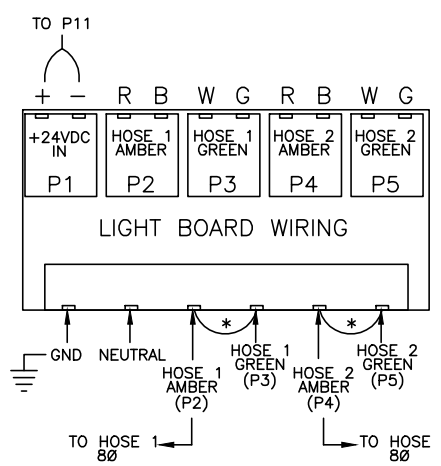 TO P11
+ − R B W G R B W G
+24VDC IN
P1
HOSE 1 AMBER
P2
HOSE 1 GREEN
P3
HOSE 2 AMBER
P4
HOSE 2 GREEN
P5
LIGHT BOARD WIRING
* *
GND
NEUTRAL
HOSE 1
AMBER
(P2)
HOSE 1
GREEN
(P3)
HOSE 2
AMBER
(P4)
HOSE 2
GREEN
(P5)
TO HOSE 1
8Ø
TO HOSE
8Ø